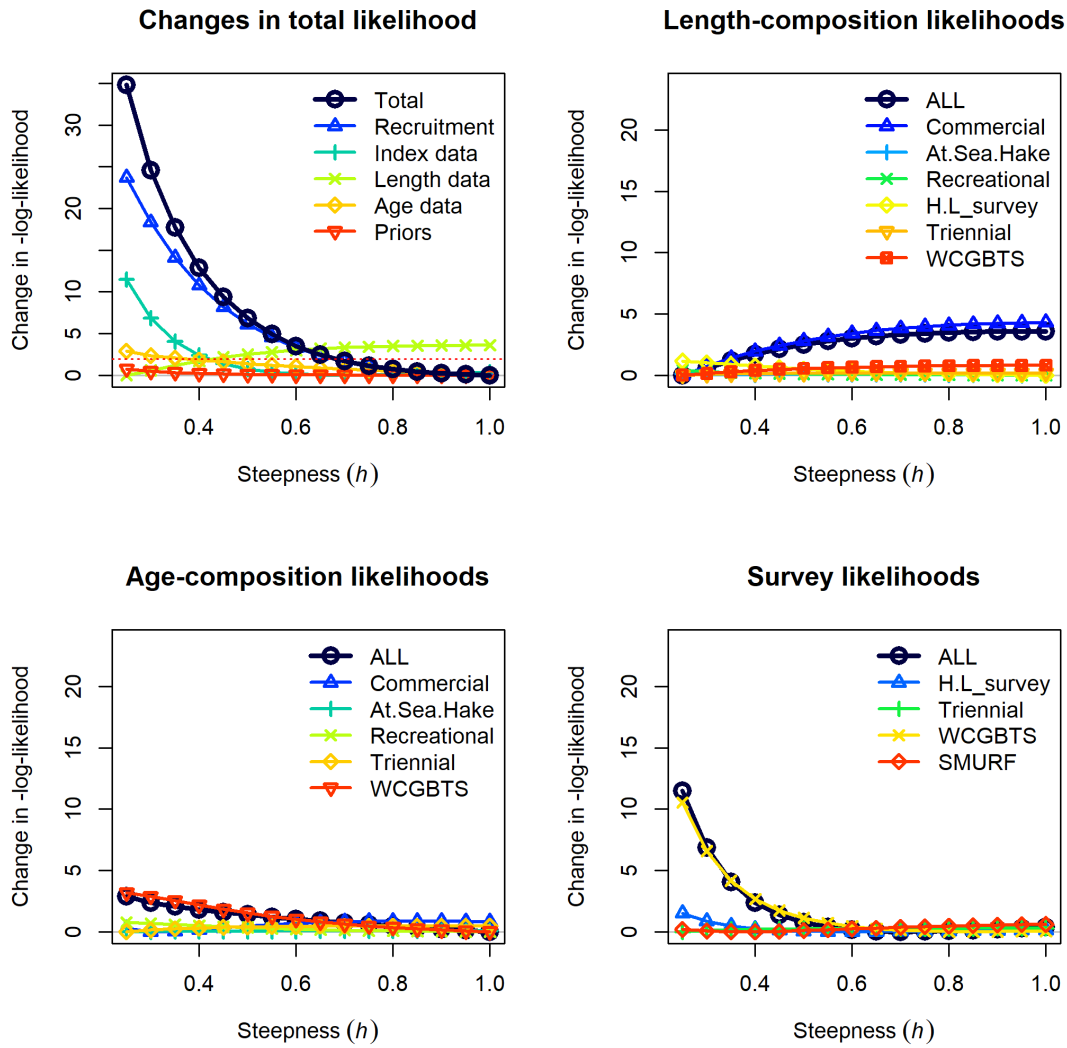 Changes in total likelihood
Change in -log-likelihood
0
5
10
20
30
Total
Recruitment
Index data
Length data
Age data
Priors
0.4
0.6
0.8
1.0
Steepness (h)
Length-composition likelihoods
Change in -log-likelihood
0
5
10
15
20
ALL
Commercial
At.Sea.Hake
Recreational
H.L_survey
Triennial
WCGBTS
0.4
0.6
0.8
1.0
Steepness (h)
Age-composition likelihoods
Change in -log-likelihood
0
5
10
15
20
ALL
Commercial
At.Sea.Hake
Recreational
Triennial
WCGBTS
0.4
0.6
0.8
1.0
Steepness (h)
Survey likelihoods
Change in -log-likelihood
0
5
10
15
20
ALL
H.L_survey
Triennial
WCGBTS
SMURF
0.4
0.6
0.8
1.0
Steepness (h)